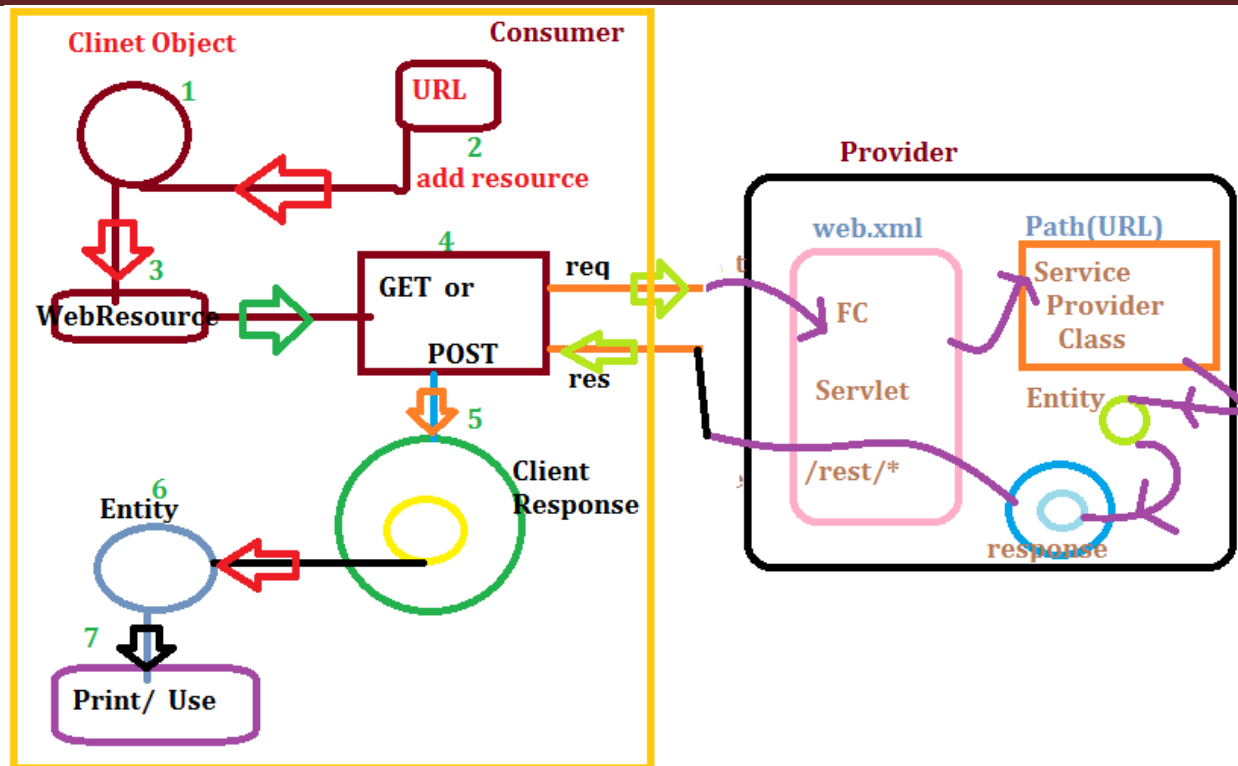 Consumer
Clinet Object
1
URL
2
add resource
3
WebResource
4
GET or
POST
req
res
5
Client
Response
6
Entity
7
Print/ Use
Provider
web.xml
FC
Servlet
/rest/*
Path(URL)
Service
Provider
Class
Entity
response